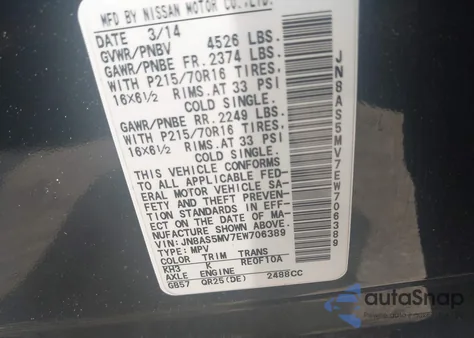 MFD BY NISSAN MOTOR CO.,LTD.
DATE 3/14
GVWR/PNBV 4526 LBS.
GAWR/PNBE FR. 2374 LBS.
WITH P215/70R16 TIRES,
16X6½ RIMS.AT 33 PSI
COLD SINGLE.
GAWR/PNBE RR. 2249 LBS.
WITH P215/70R16 TIRES,
16X6½ RIMS.AT 33 PSI
COLD SINGLE.
THIS VEHICLE CONFORMS
TO ALL APPLICABLE FED-
ERAL MOTOR VEHICLE SA-
FETY AND THEFT PREVEN-
TION STANDARDS IN EFF-
ECT ON THE DATE OF MA-
NUFACTURE SHOWN ABOVE.
VIN:JN8AS5MV7EW706389
TYPE: MPV
COLOR TRIM TRANS
KH3 K RE0F10A
AXLE ENGINE
GB57 QR25(DE) 2488CC
JN8AS5MV7EW706389
autoSnap